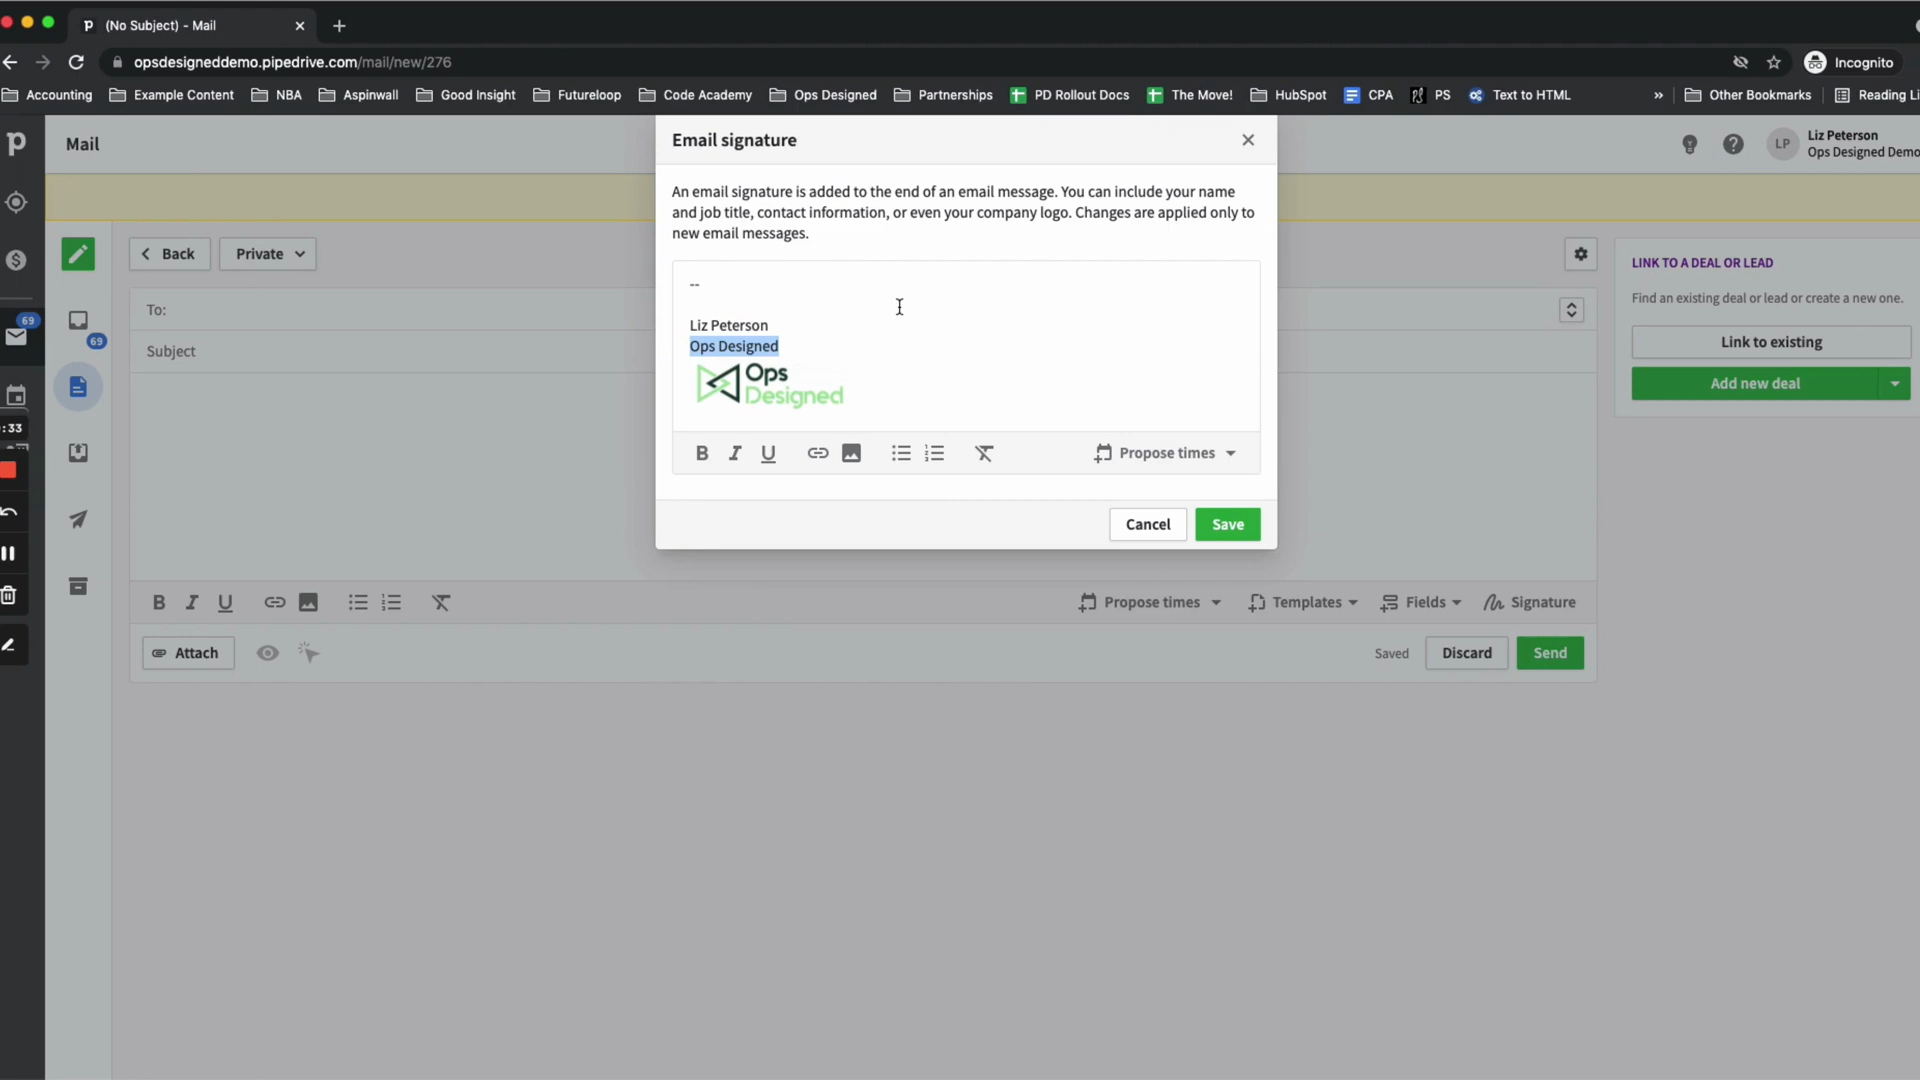 (No Subject) - Mail
opsdesigneddemo.pipedrive.com/mail/new/276
Incognito
Accounting
Example Content
NBA
Aspinwall
Good Insight
Futureloop
Code Academy
Ops Designed
Partnerships
PD Rollout Docs
The Move!
HubSpot
CPA
PS
Text to HTML
»
Other Bookmarks
Reading Li
Mail
LP
Liz Peterson
Ops Designed Demo
Email signature
An email signature is added to the end of an email message. You can include your name
and job title, contact information, or even your company logo. Changes are applied only to
new email messages.
--
Liz Peterson
Ops Designed
Ops
Designed
B I U
Propose times
Cancel
Save
Back
Private
To:
Subject
69
69
:33
LINK TO A DEAL OR LEAD
Find an existing deal or lead or create a new one.
Link to existing
Add new deal
B I U
Propose times
Templates
Fields
Signature
Attach
Saved
Discard
Send